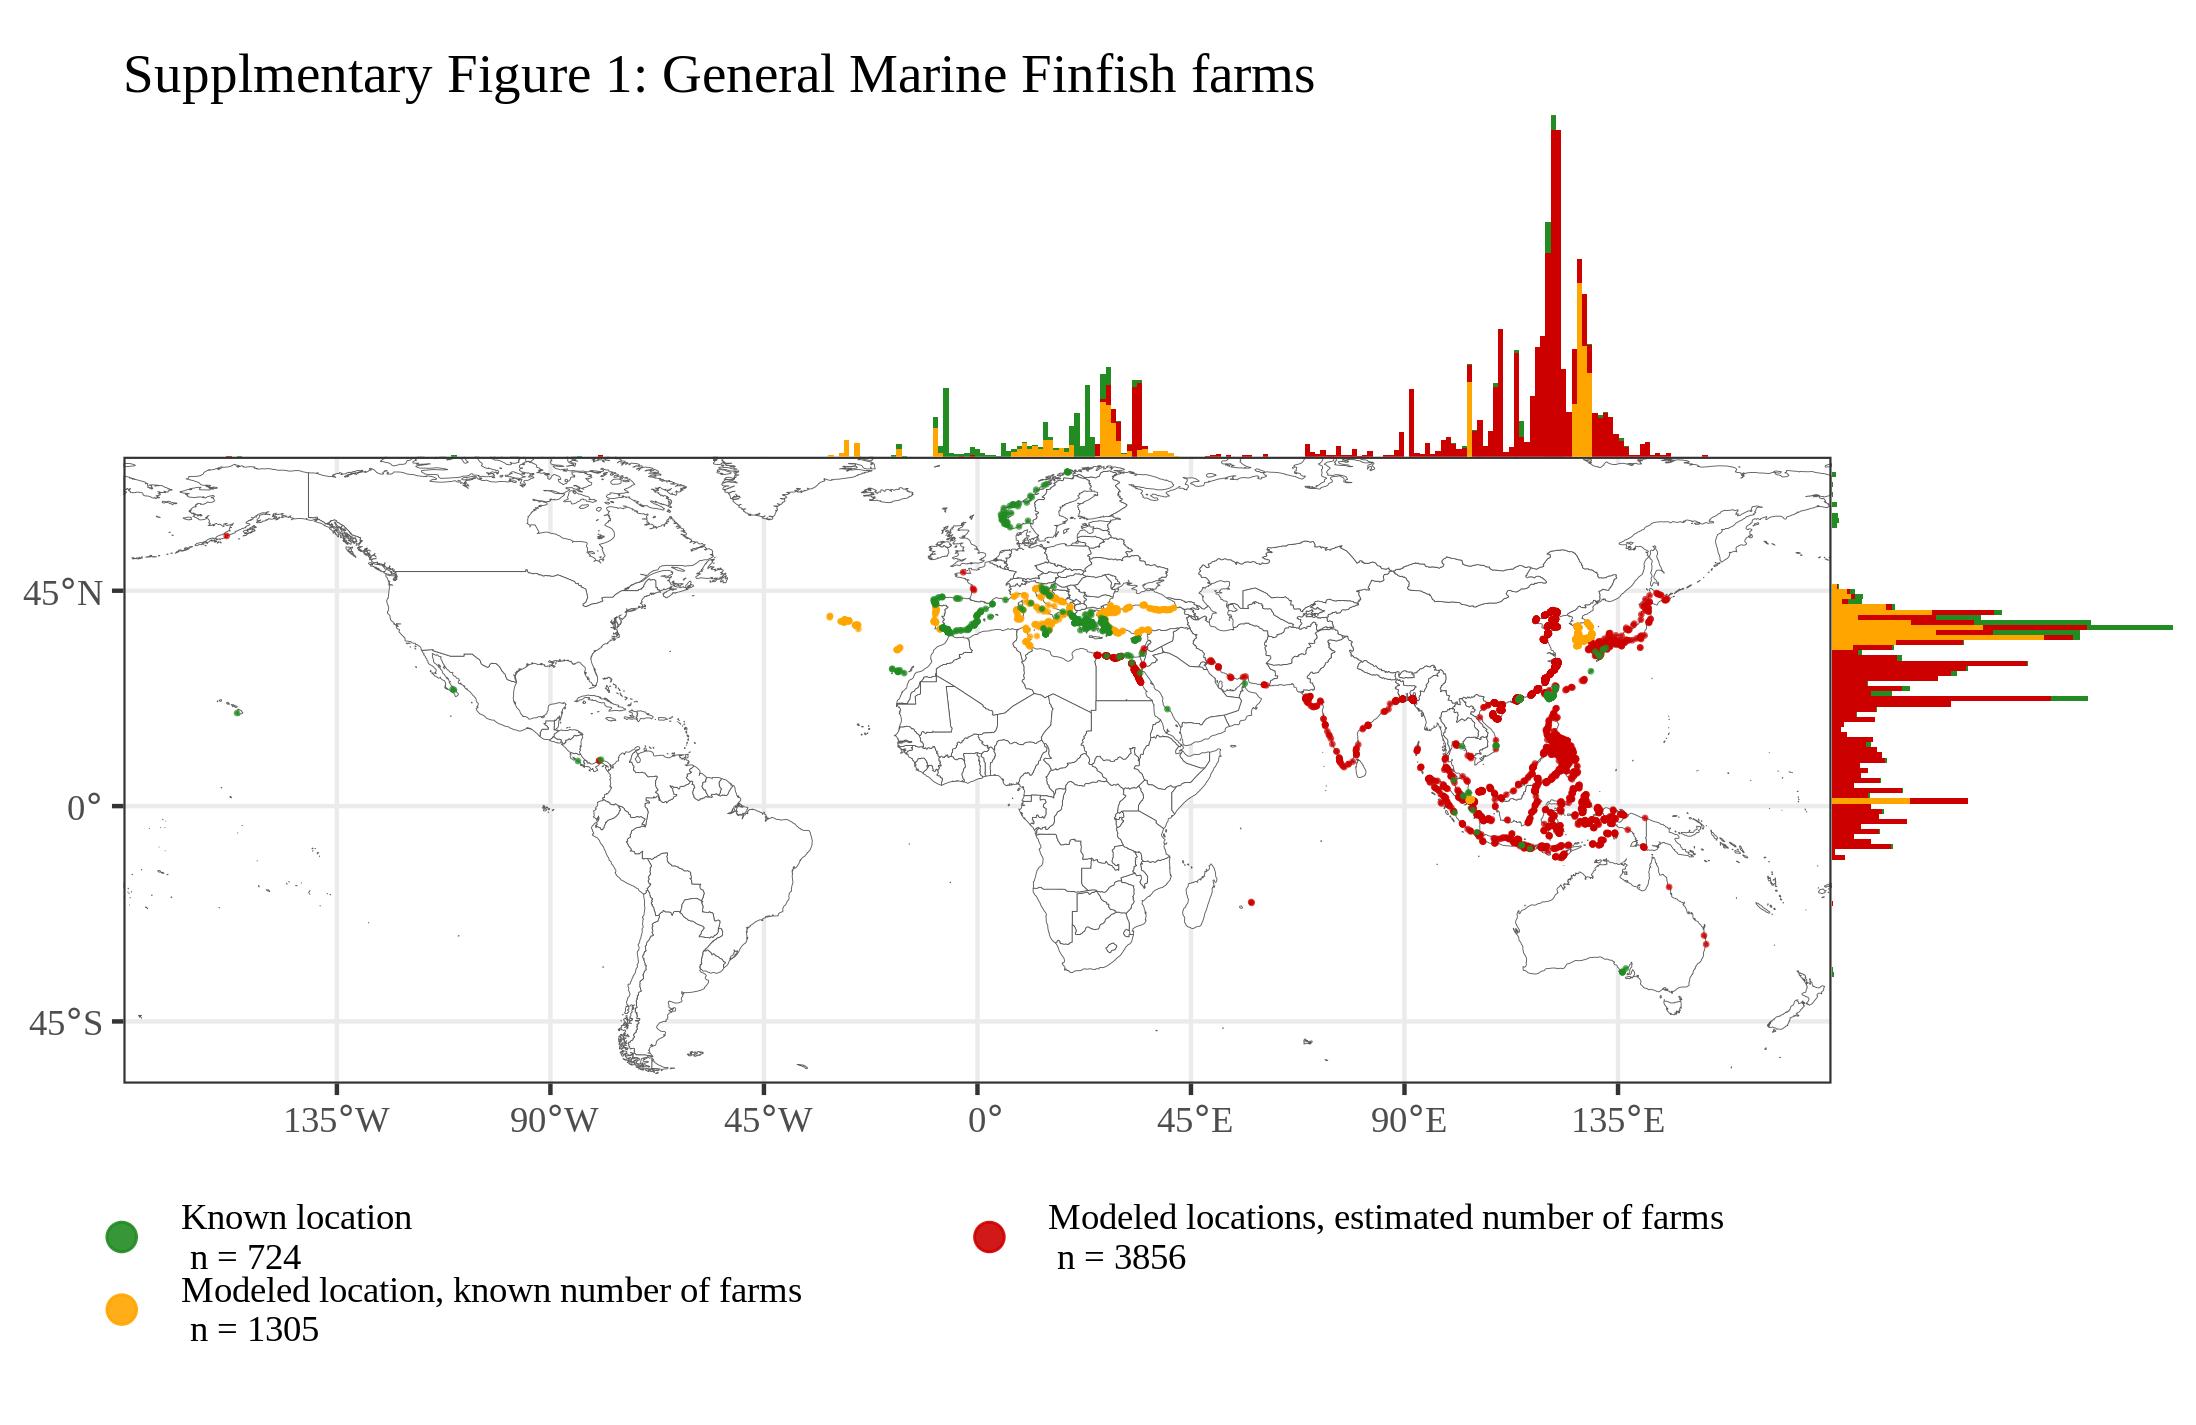 Supplmentary Figure 1: General Marine Finfish farms
45°N
0°
45°S
135°W
90°W
45°W
0°
45°E
90°E
135°E
Known location
n = 724
Modeled location, known number of farms
n = 1305
Modeled locations, estimated number of farms
n = 3856